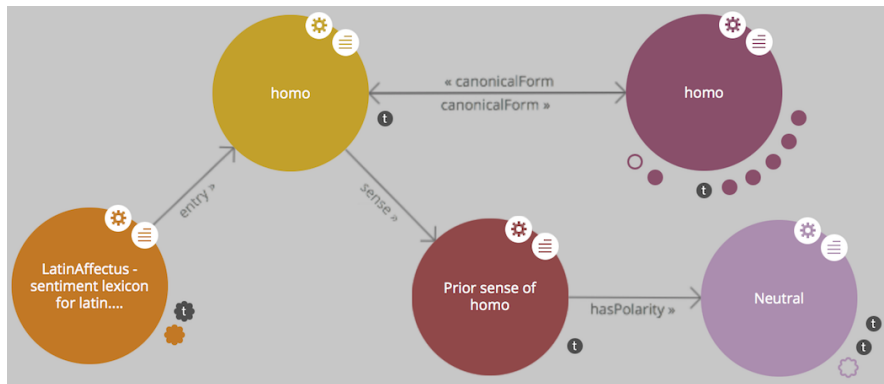 homo
« canonicalForm
canonicalForm »
homo
t
t
entry »
sense »
LatinAffectus -
sentiment lexicon
for latin....
t
Prior sense of
homo
t
hasPolarity »
Neutral
t
t